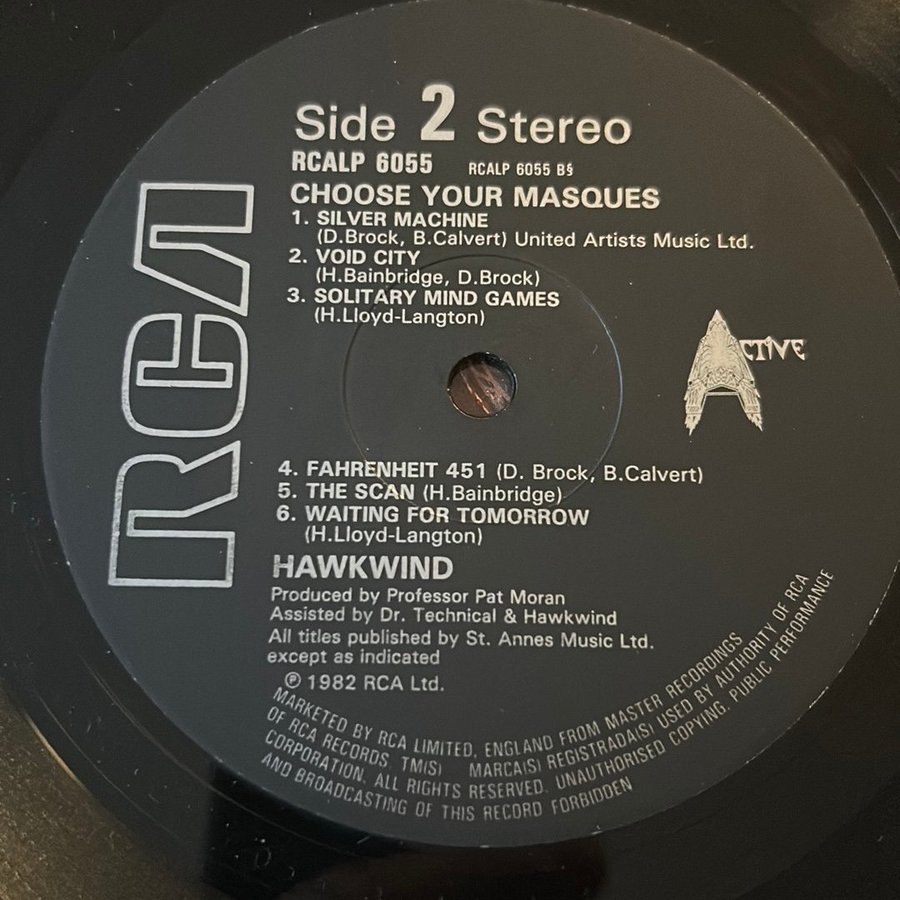 Side 2 Stereo
RCALP 6055 RCALP 6055 B§
CHOOSE YOUR MASQUES
1. SILVER MACHINE
(D.Brock, B.Calvert) United Artists Music Ltd.
2. VOID CITY
(H.Bainbridge, D.Brock)
3. SOLITARY MIND GAMES
(H.Lloyd-Langton)
RCA
ACTIVE
4. FAHRENHEIT 451 (D. Brock, B.Calvert)
5. THE SCAN (H.Bainbridge)
6. WAITING FOR TOMORROW
(H.Lloyd-Langton)
HAWKWIND
Produced by Professor Pat Moran
Assisted by Dr. Technical & Hawkwind
All titles published by St. Annes Music Ltd.
except as indicated
℗ 1982 RCA Ltd.
MARKETED BY RCA LIMITED, ENGLAND FROM MASTER RECORDINGS
OF RCA RECORDS TM(S) MARCA(S) REGISTRADA(S) USED BY AUTHORITY OF RCA
CORPORATION. ALL RIGHTS RESERVED. UNAUTHORISED COPYING PUBLIC PERFORMANCE
AND BROADCASTING OF THIS RECORD FORBIDDEN